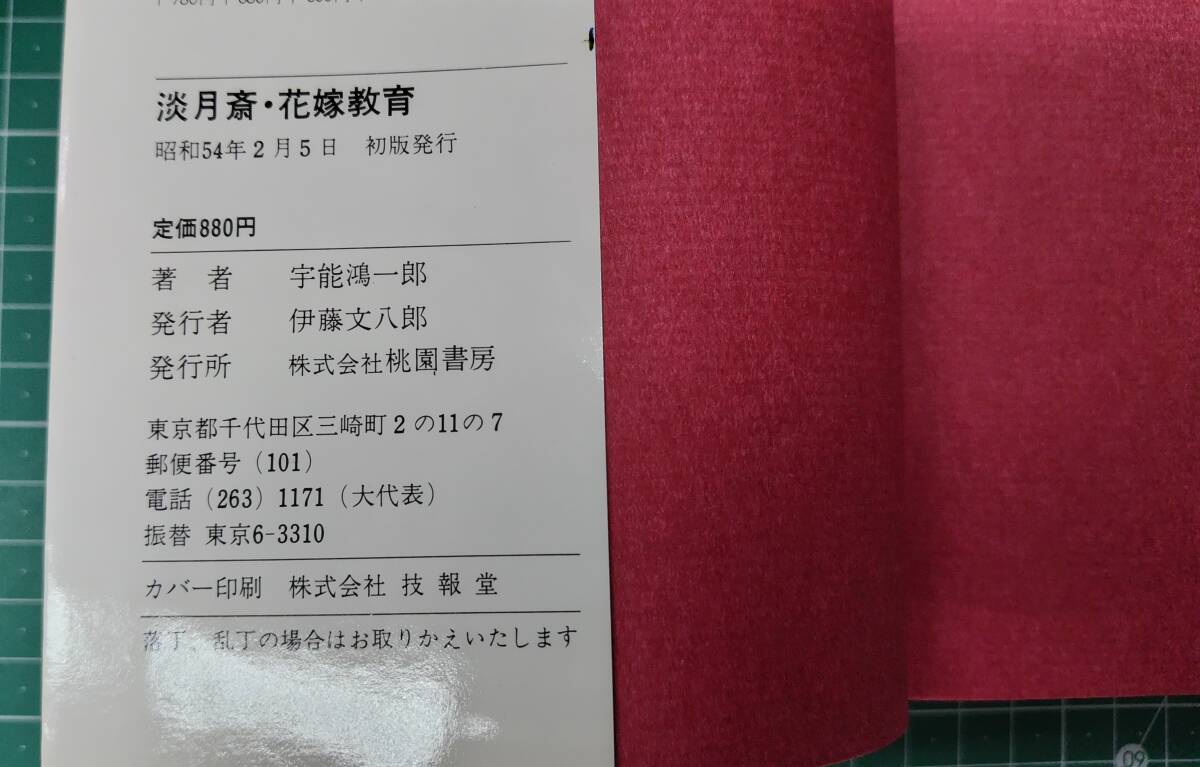 淡月斎・花嫁教育
昭和54年2月5日 初版発行
定価880円
著者 宇能鴻一郎
発行者 伊藤文八郎
発行所 株式会社桃園書房
東京都千代田区三崎町2の11の7
郵便番号(101)
電話(263)1171(大代表)
振替 東京6-3310
カバー印刷 株式会社 技報堂
落丁、乱丁の場合はお取りかえいたします
09